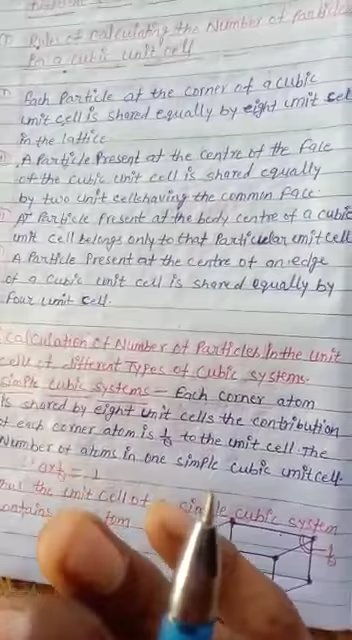 Rules of calculating the Number of Particles
for a cubic unit cell
Each Particle at the corner of a cubic
unit cell is shared equally by eight unit cell
in the lattice.
A Particle Present at the centre of the face
of the cubic unit cell is shared equally
by two unit cell having the common face.
A Particle Present at the body centre of a cubic
unit cell belongs only to that Particular unit cell
A Particle Present at the centre of an edge
of a cubic unit cell is shared equally by
four unit cell.
calculation of Number of Particles In the unit
cells of different Types of Cubic systems.
simple cubic systems - Each corner atom
is shared by eight unit cells the contribution
of each corner atom is 1/8 to the unit cell. The
Number of atoms in one simple cubic unit cell.
= 1
the unit cell of simple cubic system
contains
1/8